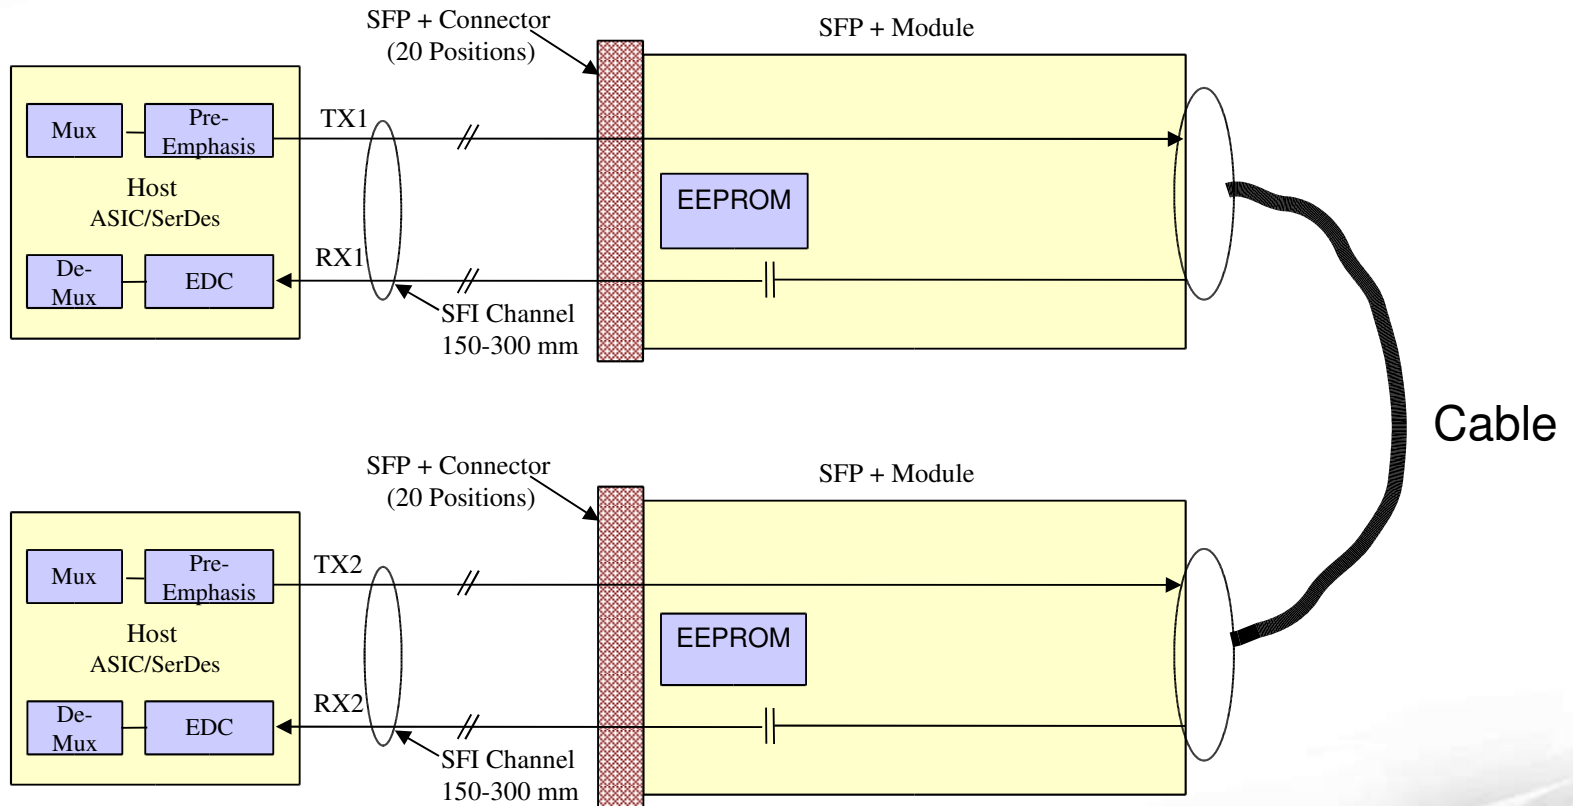 SFP + Connector
(20 Positions)
SFP + Module
Mux
Pre-
Emphasis
TX1
Host
ASIC/SerDes
EEPROM
De-
Mux
EDC
RX1
SFI Channel
150-300 mm
Cable
SFP + Connector
(20 Positions)
SFP + Module
Mux
Pre-
Emphasis
TX2
Host
ASIC/SerDes
EEPROM
De-
Mux
EDC
RX2
SFI Channel
150-300 mm